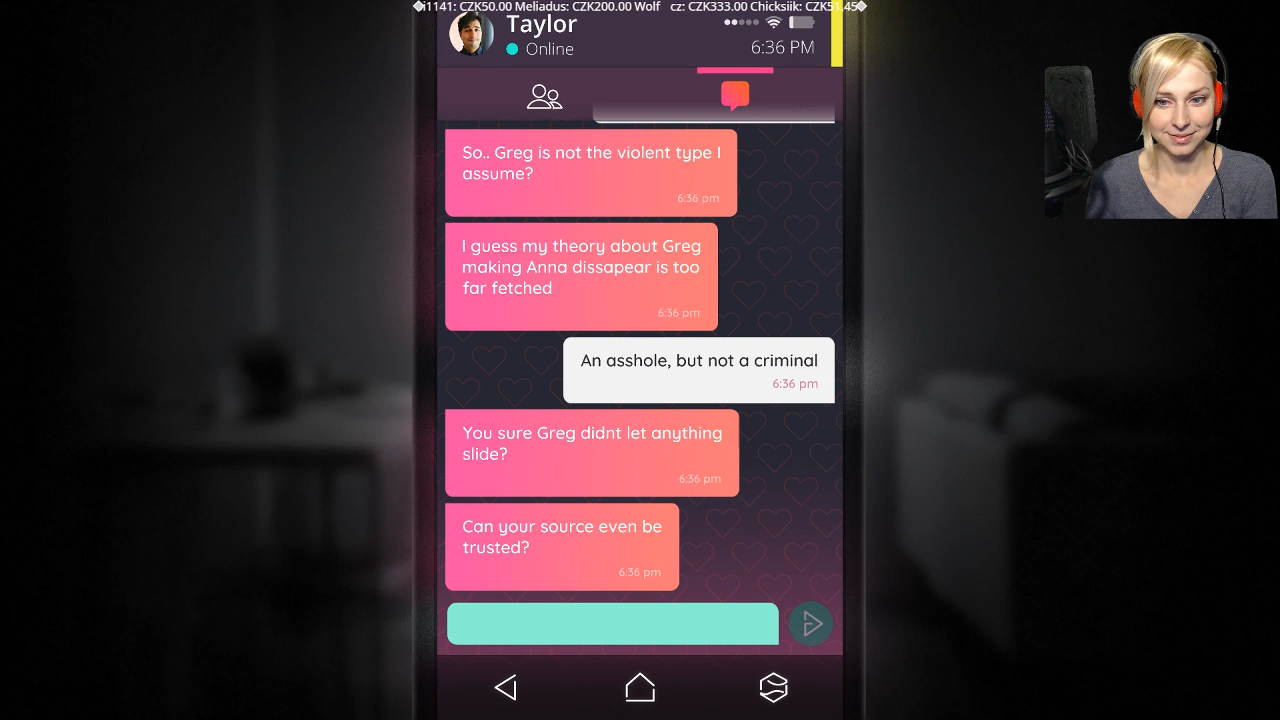 i1141: CZK50.00 Meliadus: CZK200.00 Wolf cz: CZK333.00 Chicksiik: CZK51.45
Taylor
Online
6:36 PM
So.. Greg is not the violent type I
assume?
6:36 pm
I guess my theory about Greg
making Anna dissapear is too
far fetched
6:36 pm
An asshole, but not a criminal
6:36 pm
You sure Greg didnt let anything
slide?
6:36 pm
Can your source even be
trusted?
6:36 pm